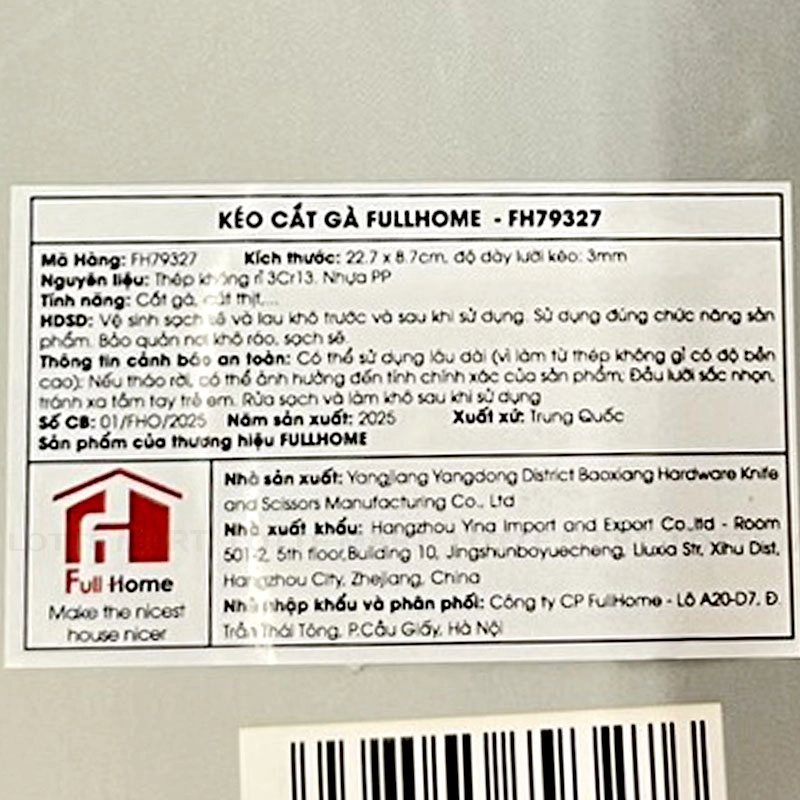 KÉO CẮT GÀ FULLHOME - FH79327
Mã Hàng: FH79327 Kích thước: 22.7 x 8.7cm, độ dày lưỡi kéo: 3mm
Nguyên liệu: Thép không rỉ 3Cr13, Nhựa PP
Tính năng: Cắt gà, cắt thịt,...
HDSD: Vệ sinh sạch sẽ và lau khô trước và sau khi sử dụng. Sử dụng đúng chức năng sản
phẩm. Bảo quản nơi khô ráo, sạch sẽ.
Thông tin cảnh báo an toàn: Có thể sử dụng lâu dài (vì làm từ thép không gỉ có độ bền
cao); Nếu tháo rời, có thể ảnh hưởng đến tính chính xác của sản phẩm; Đầu lưỡi sắc nhọn,
tránh xa tầm tay trẻ em. Rửa sạch và làm khô sau khi sử dụng
Số CB: 01/FHO/2025 Năm sản xuất: 2025 Xuất xứ: Trung Quốc
Sản phẩm của thương hiệu FULLHOME
Full Home
Make the nicest
house nicer
Nhà sản xuất: Yangjiang Yangdong District Baoxiang Hardware Knife
and Scissors Manufacturing Co., Ltd
Nhà xuất khẩu: Hangzhou Yina Import and Export Co.,ltd - Room
501-2, 5th floor,Building 10, Jingshunboyuecheng, Liuxia Str, Xihu Dist,
Hangzhou City, Zhejiang, China
Nhà nhập khẩu và phân phối: Công ty CP FullHome - Lô A20-D7, Đ.
Trần Thái Tông, P.Cầu Giấy, Hà Nội